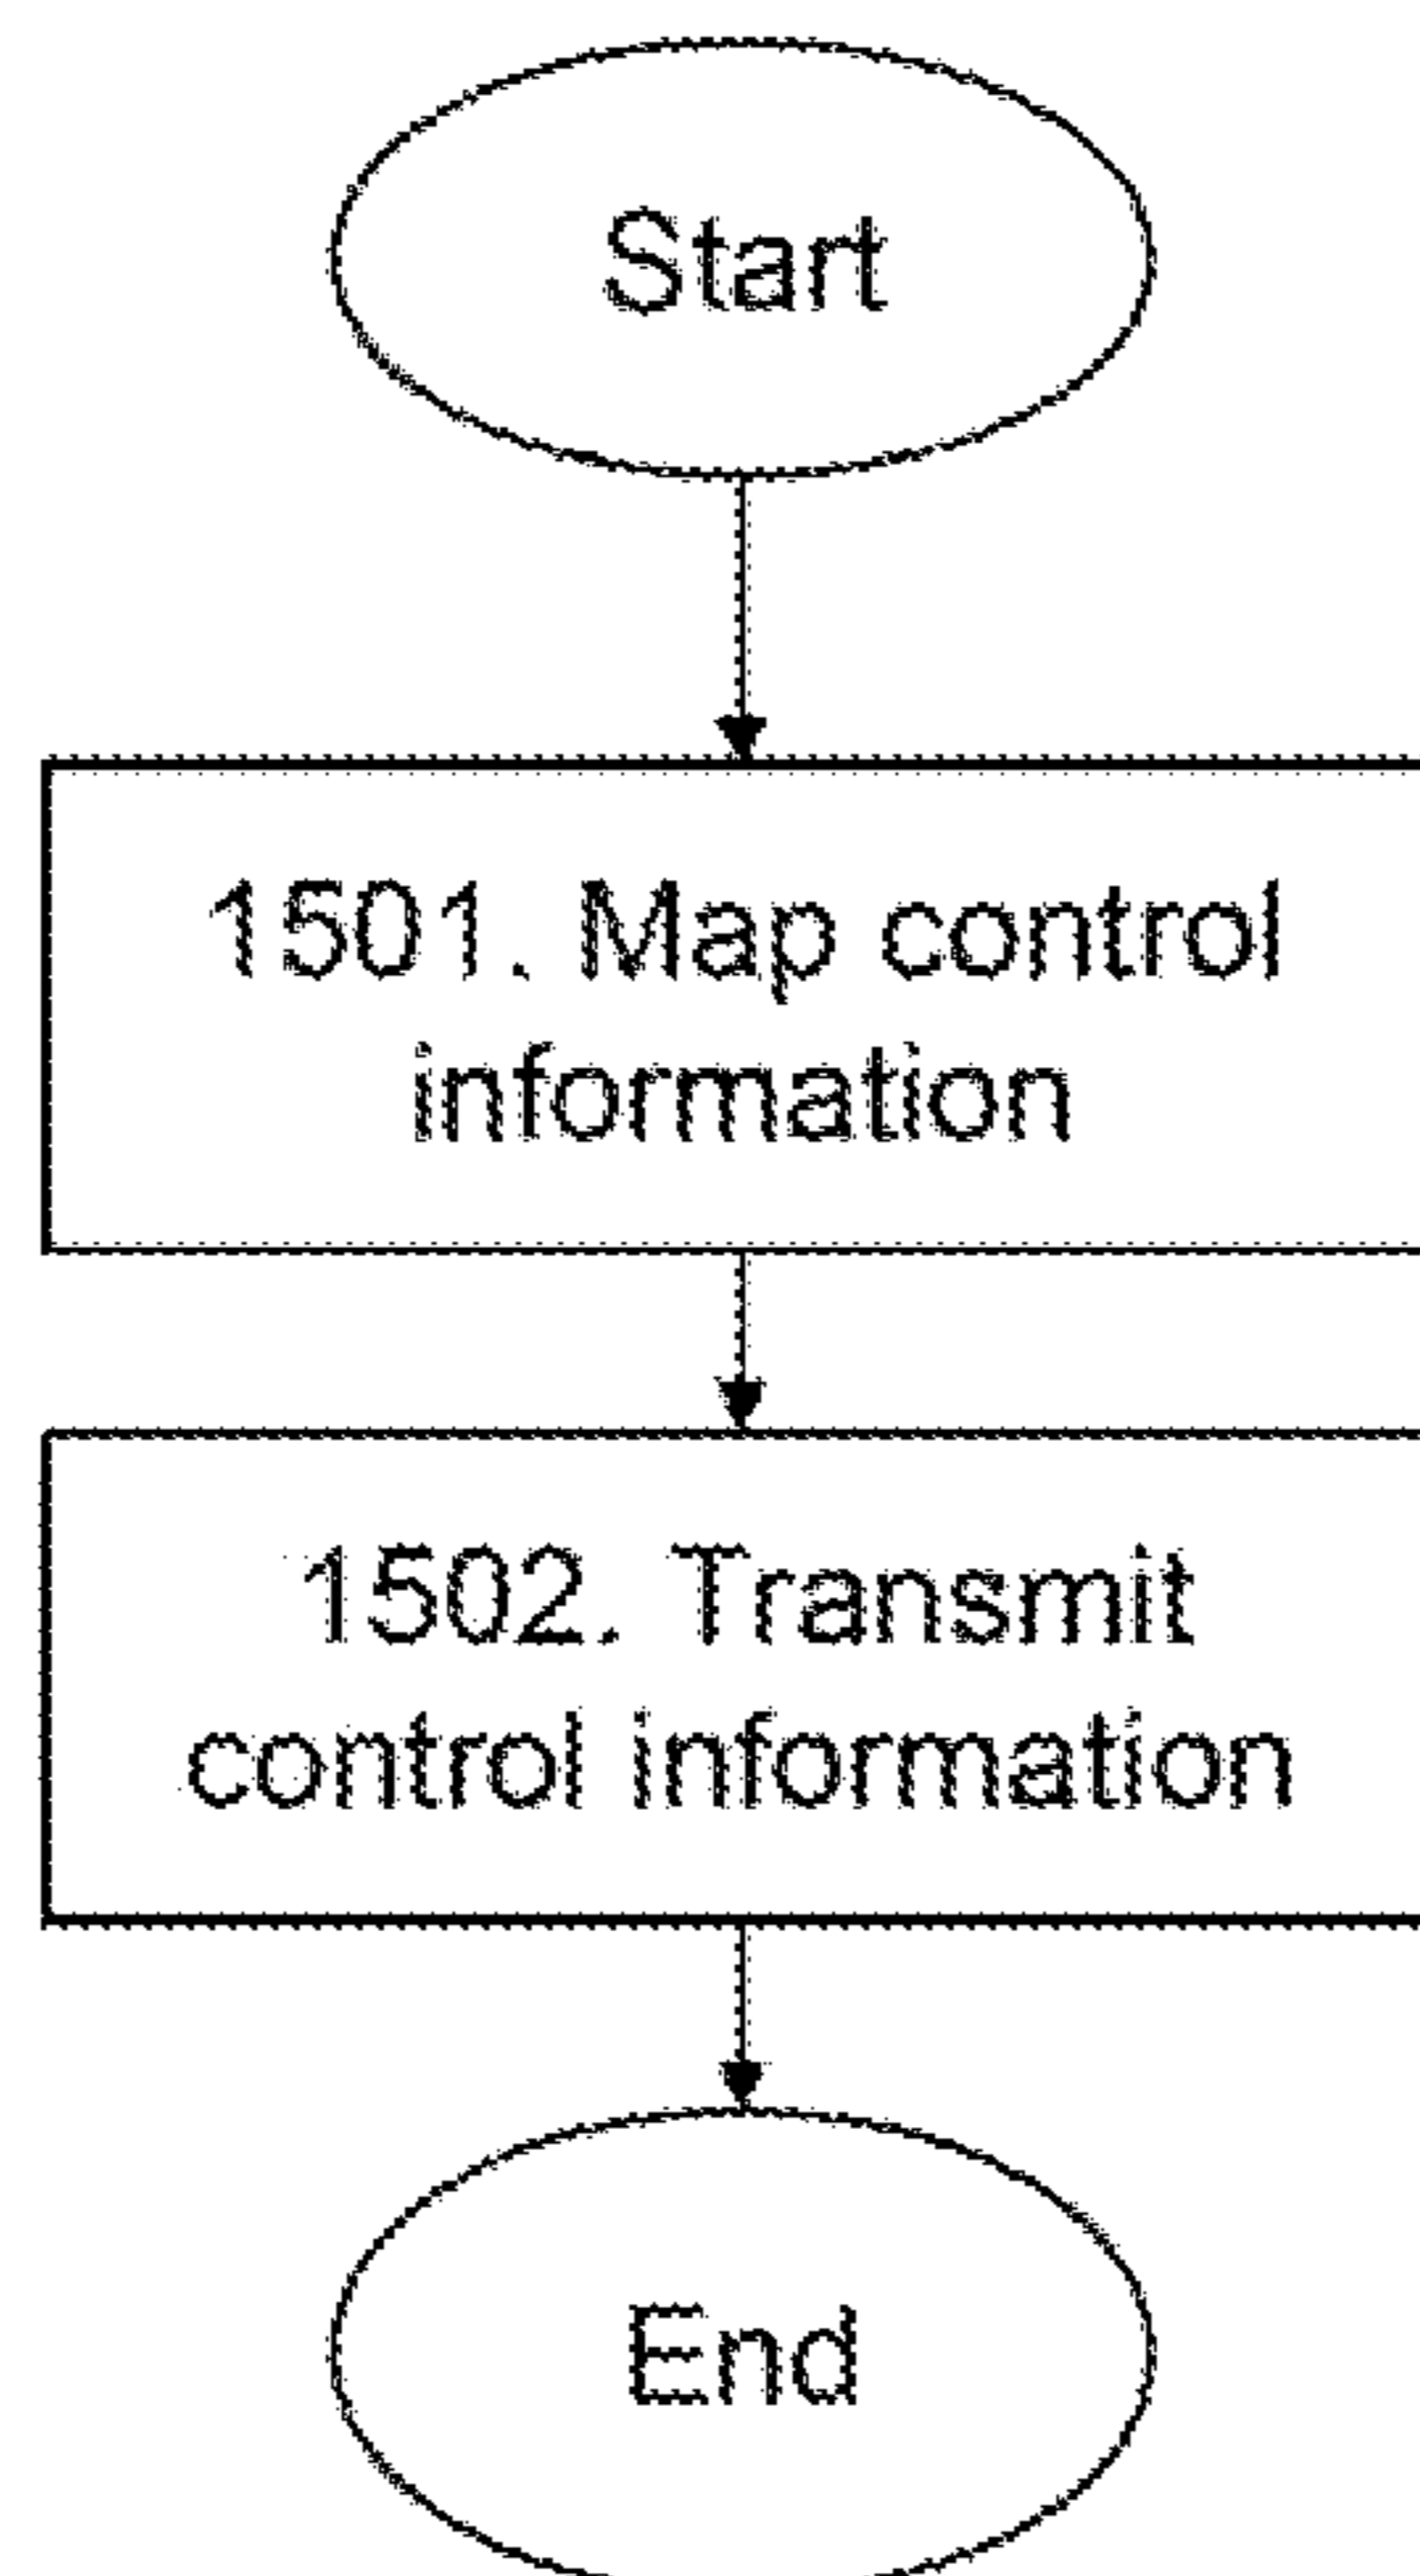 Start
1501. Map control
information
1502. Transmit
control information
End